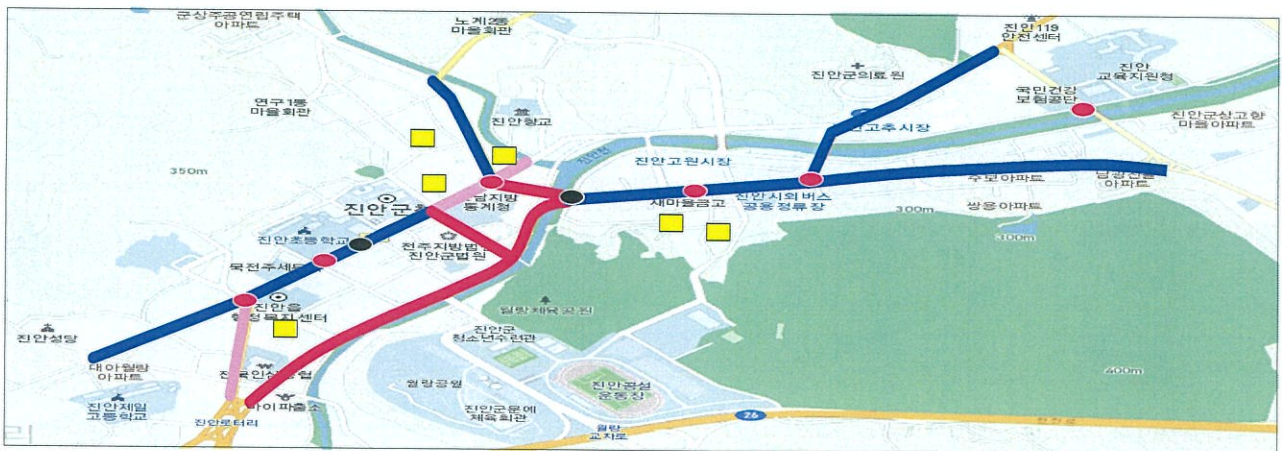 군상주공연립주택
아파트
노계2동
마을회관
진안119
안전센터
진안군의료원
진안
교육지원청
국민건강
보험공단
연구1동
마을회관
진안향교
진안천
고추시장
진안군상고향
마을아파트
350m
진안고원시장
통계청
진안군
새마을금고
진안시외버스
공용정류장
주보아파트
아파트
쌍용아파트
300m
300m
진안초등학교
전주지방법
진안군법원
진안읍
행정복지센터
월랑체육공원
진안성당
진안군
청소년수련관
대아월랑
아파트
월랑공원
진안공설
운동장
400m
진안제일
고등학교
마이파출소
진안군문예
체육회관
진안로터리
월랑
교차로
26